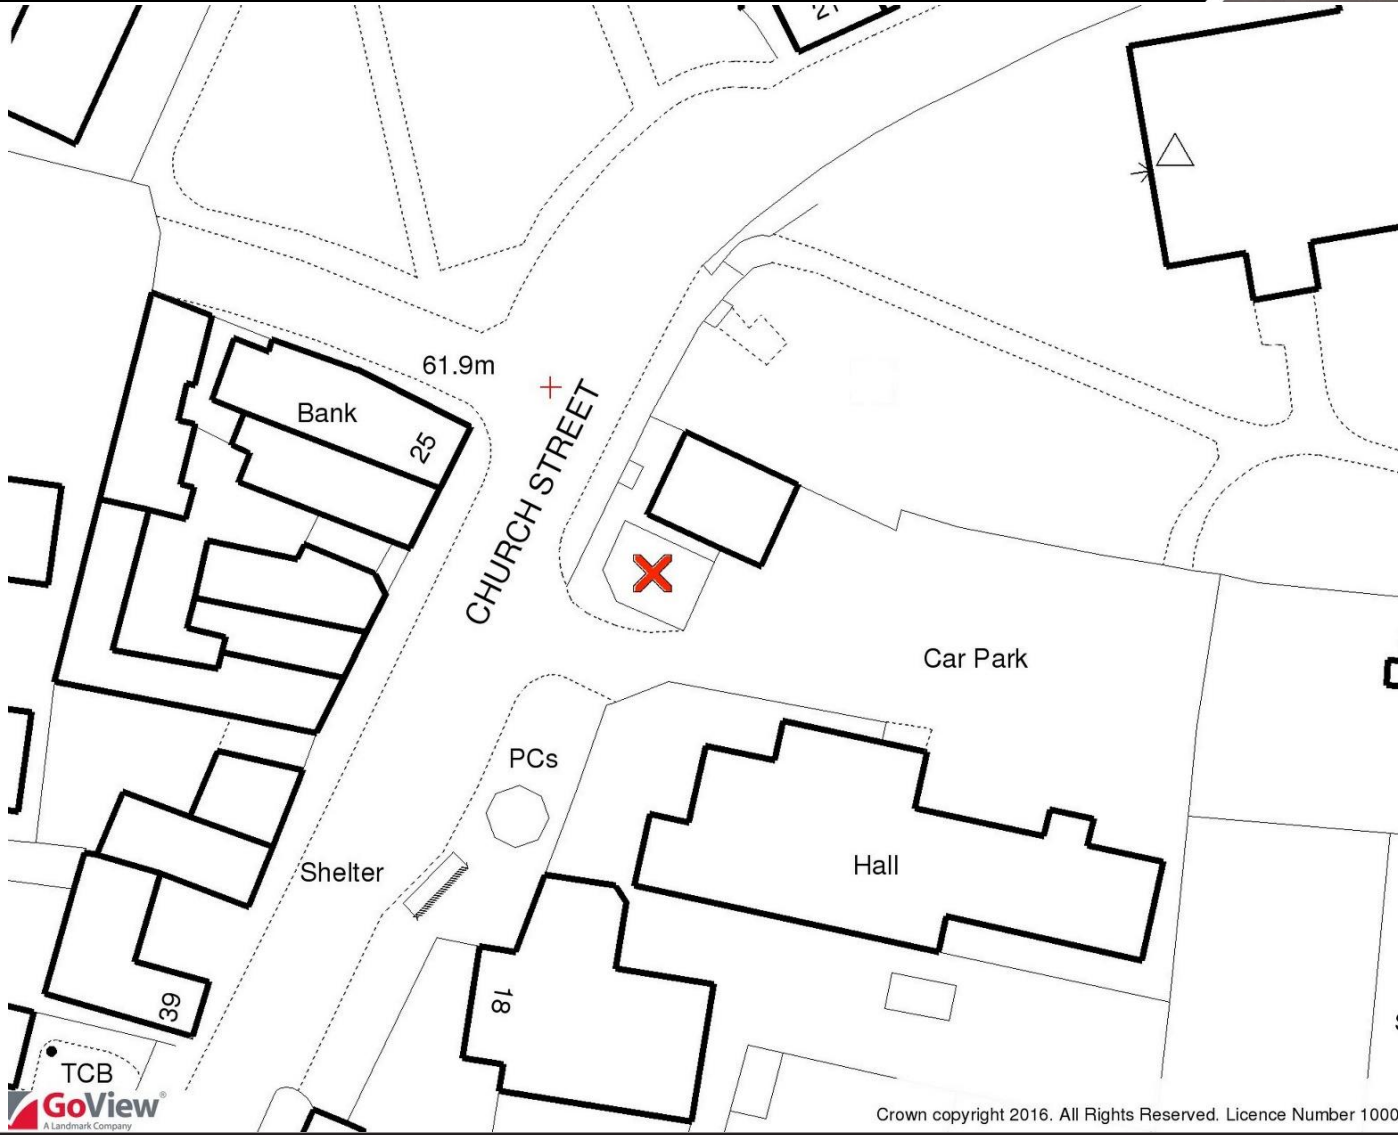 21
61.9m
Bank
25
CHURCH STREET
Car Park
PCs
Shelter
Hall
18
39
TCB
GoView®
A Landmark Company
Crown copyright 2016. All Rights Reserved. Licence Number 1000